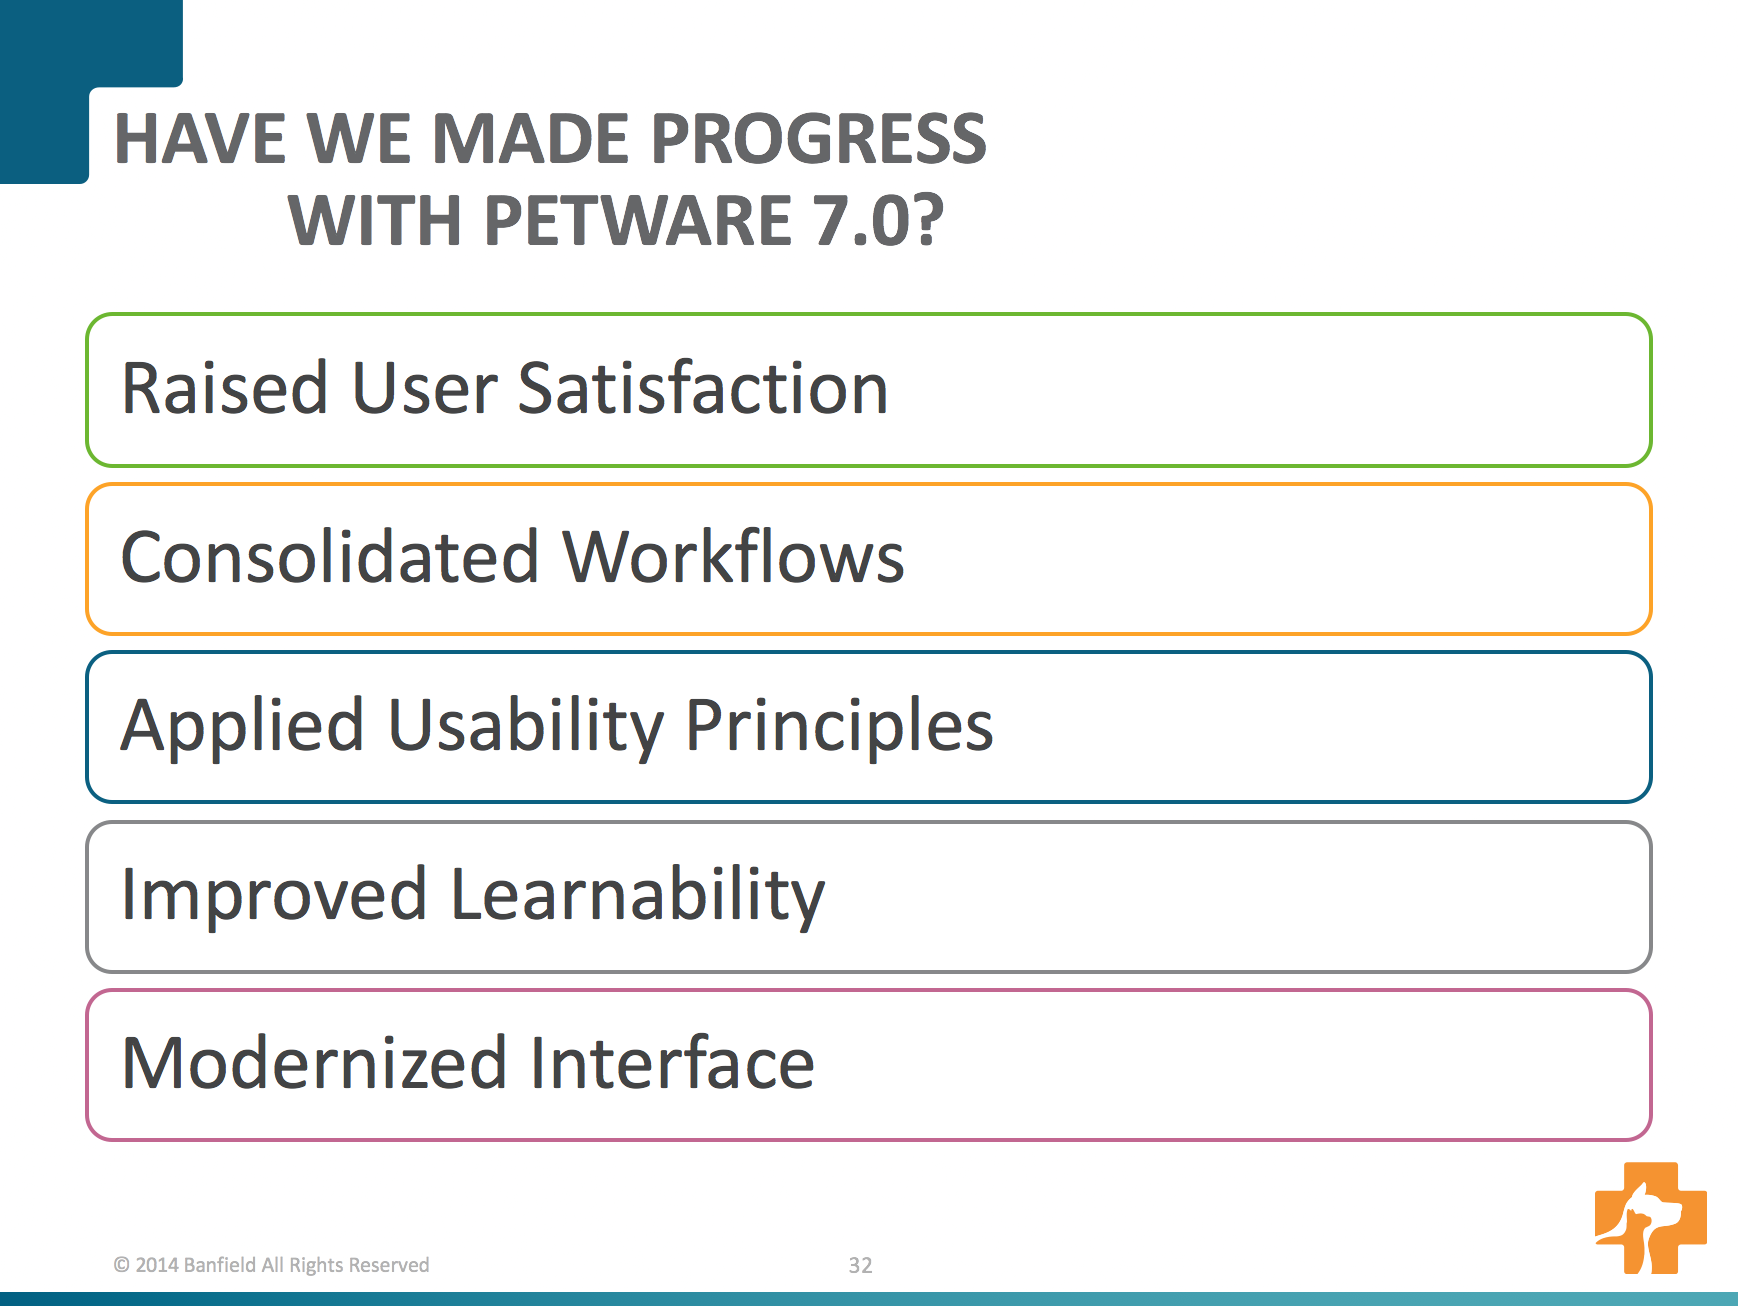 HAVE WE MADE PROGRESS
WITH PETWARE 7.0?
Raised User Satisfaction
Consolidated Workflows
Applied Usability Principles
Improved Learnability
Modernized Interface
© 2014 Banfield All Rights Reserved
32